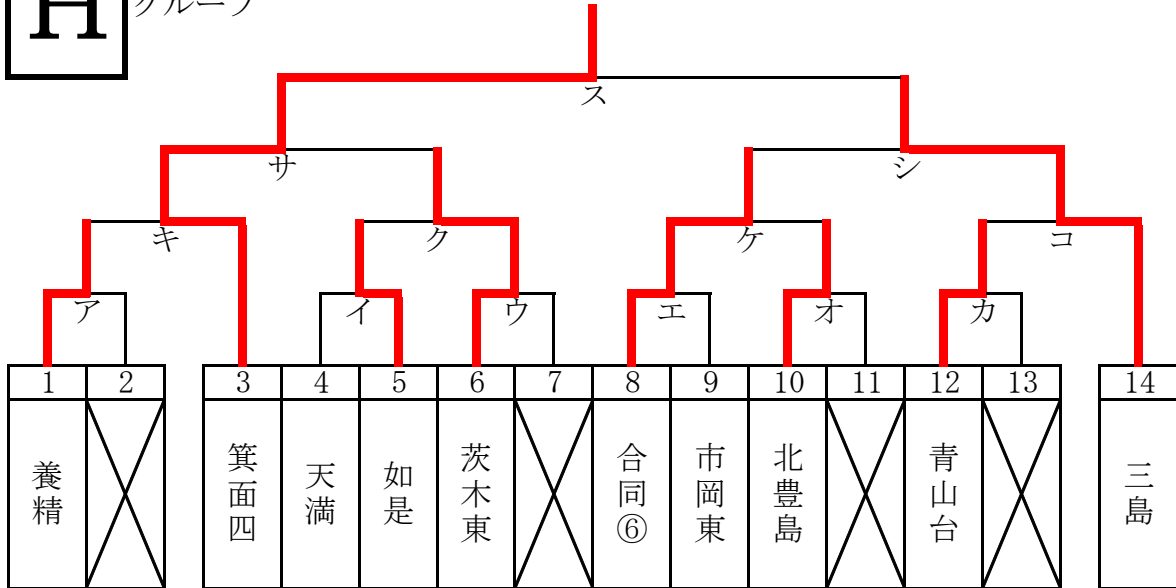 H
グループ
ス
サ
シ
キ
ク
ケ
コ
ア
イ
ウ
エ
オ
カ
1 2 3 4 5 6 7 8 9 10 11 12 13 14
養精
箕面四
天満
如是
茨木東
合同⑥
市岡東
北豊島
青山台
三島